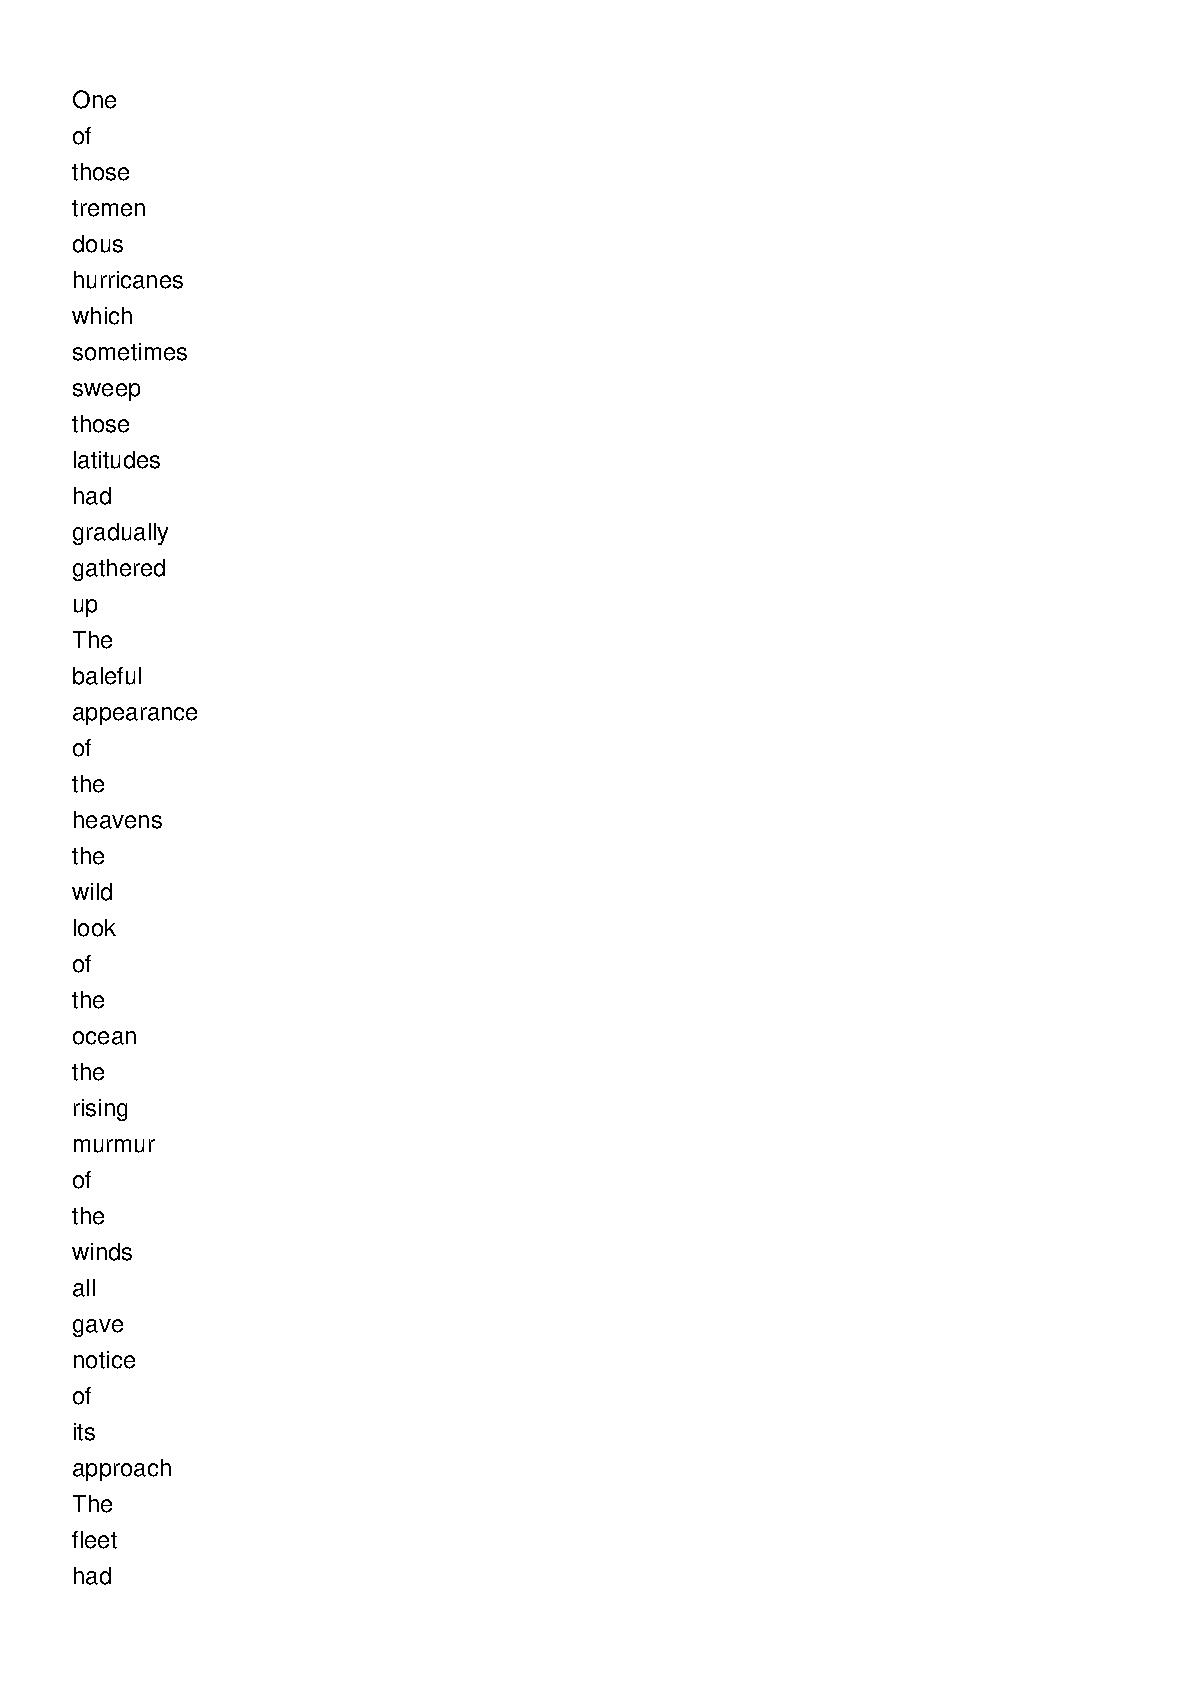 One
of
those
tremen
dous
hurricanes
which
sometimes
sweep
those
latitudes
had
gradually
gathered
up
The
baleful
appearance
of
the
heavens
the
wild
look
of
the
ocean
the
rising
murmur
of
the
winds
all
gave
notice
of
its
approach
The
fleet
had